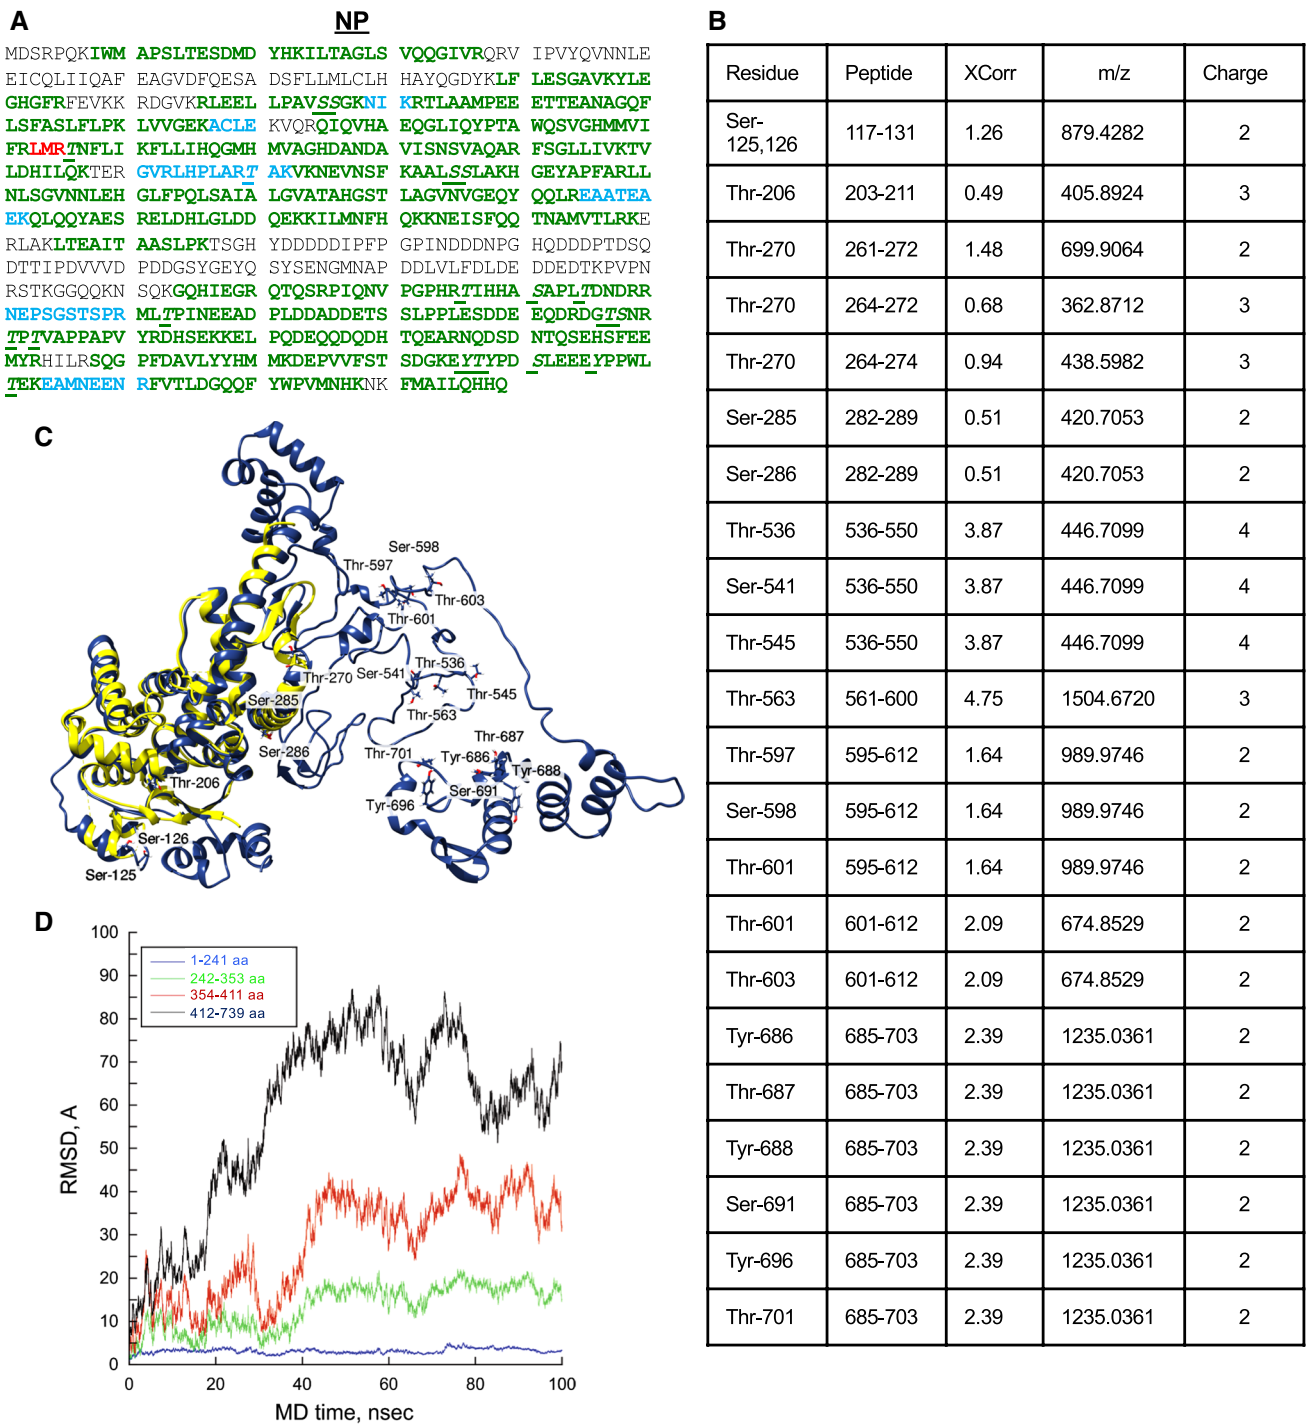 A
NP
MDSRPQKIWM APSLTESDMD YHKILTAGLS VQQGIVRQRV IPVYQVNNLE
EICQLIIQAF EAGVDFQESA DSFLLMLCLH HAYQGDYKLF LESGAVKYLE
GHGFRFEVKK RDGVKRLEEL LPAVSSGKNI KRTLAAMPEE ETTEANAGQF
LSFASLFLPK LVVGEKACLE KVQRQIQVHA EQGLIQYPTA WQSVGHMMVI
FRLMRTNFLI KFLLIHQGMH MVAGHDANDA VISNSVAQAR FSGLLIVKTV
LDHILQKTER GVRLHPLART AKVKNEVNSF KAALSSLAKH GEYAPFARLL
NLSGVNNLEH GLFPQLSAIA LGVATAHGST LAGVNVGEQY QQLREAATEA
EKQLQQYAES RELDHLGLDD QEKKILMNFH QKKNEISFQQ TNAMVTLRKE
RLAKLTEAIT AASLPKTSGH YDDDDDIPFP GPINDDDNPG HQDDDPTDSQ
DTTIPDVVVD PDDGSYGEYQ SYSENGMNAP DDLVLFDLDE DDEDTKPVPN
RSTKGGQQKN SQKGQHIEGR QTQSRPIQNV PGPHRTIHHA SAPLTDNDRR
NEPSGSTSPR MLTPINEEAD PLDDADDETS SLPPLESDDE EQDRDGTSNR
TPTVAPPAPV YRDHSEKKEL PQDEQQDQDH TQEARNQDSD NTQSEHSFEE
MYRHILRSQG PFDAVLYYHM MKDEPVVFST SDGKEYTYPD SLEEEYPPWL
TEKEAMNEEN RFVTLDGQQF YWPVMNHKNK FMAILQHHQ
B
Residue Peptide XCorr m/z Charge
Ser-
125,126 117-131 1.26 879.4282 2
Thr-206 203-211 0.49 405.8924 3
Thr-270 261-272 1.48 699.9064 2
Thr-270 264-272 0.68 362.8712 3
Thr-270 264-274 0.94 438.5982 3
Ser-285 282-289 0.51 420.7053 2
Ser-286 282-289 0.51 420.7053 2
Thr-536 536-550 3.87 446.7099 4
Ser-541 536-550 3.87 446.7099 4
Thr-545 536-550 3.87 446.7099 4
Thr-563 561-600 4.75 1504.6720 3
Thr-597 595-612 1.64 989.9746 2
Ser-598 595-612 1.64 989.9746 2
Thr-601 595-612 1.64 989.9746 2
Thr-601 601-612 2.09 674.8529 2
Thr-603 601-612 2.09 674.8529 2
Tyr-686 685-703 2.39 1235.0361 2
Thr-687 685-703 2.39 1235.0361 2
Tyr-688 685-703 2.39 1235.0361 2
Ser-691 685-703 2.39 1235.0361 2
Tyr-696 685-703 2.39 1235.0361 2
Thr-701 685-703 2.39 1235.0361 2
C
Ser-598
Thr-597
Thr-603
Thr-601
Thr-270
Ser-541
Thr-536
Thr-545
Ser-285
Thr-563
Ser-286
Thr-687
Thr-701
Tyr-686
Tyr-688
Thr-206
Ser-691
Tyr-696
Ser-126
Ser-125
D
100
90
80
70
60
50
40
30
20
10
0
RMSD, A
1-241 aa
242-353 aa
354-411 aa
412-739 aa
0 20 40 60 80 100
MD time, nsec